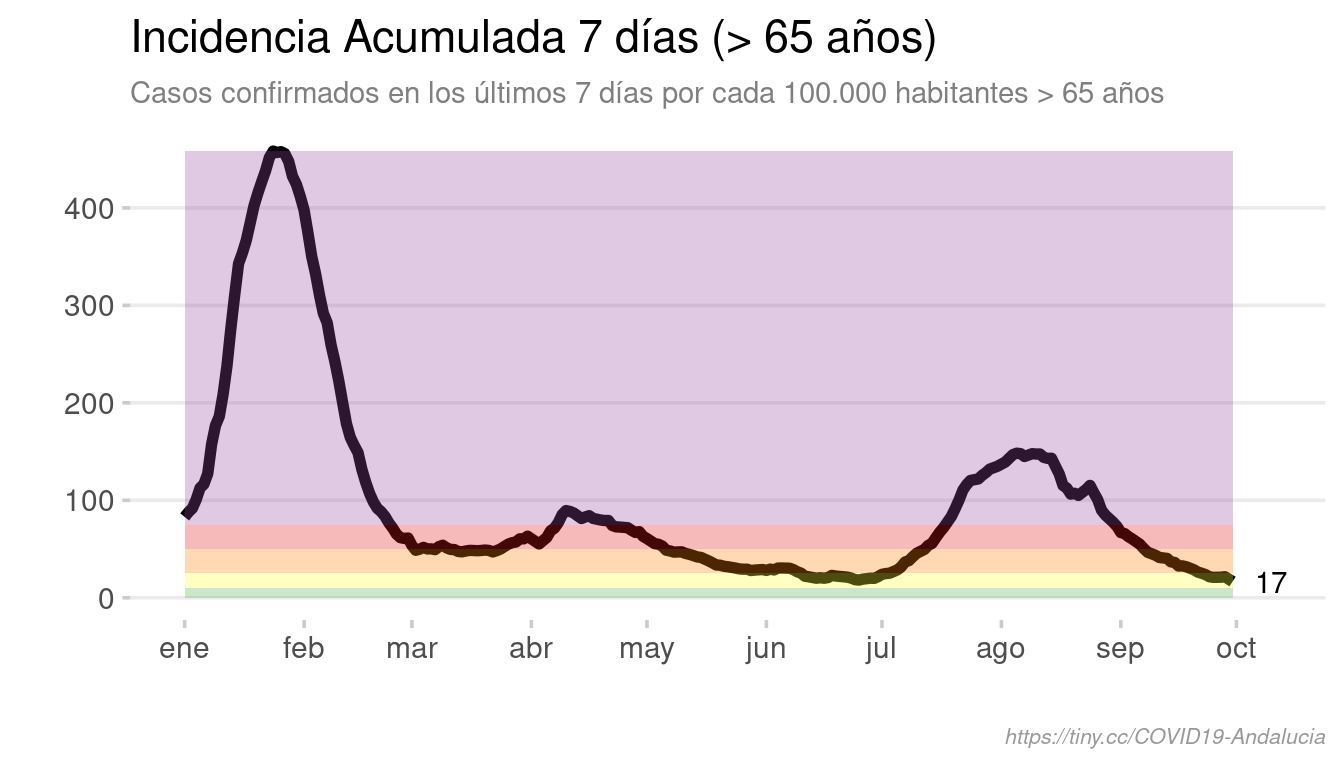 Incidencia Acumulada 7 días (> 65 años)
Casos confirmados en los últimos 7 días por cada 100.000 habitantes > 65 años
400
300
200
100
0
17
ene feb mar abr may jun jul ago sep oct
https://tiny.cc/COVID19-Andalucia